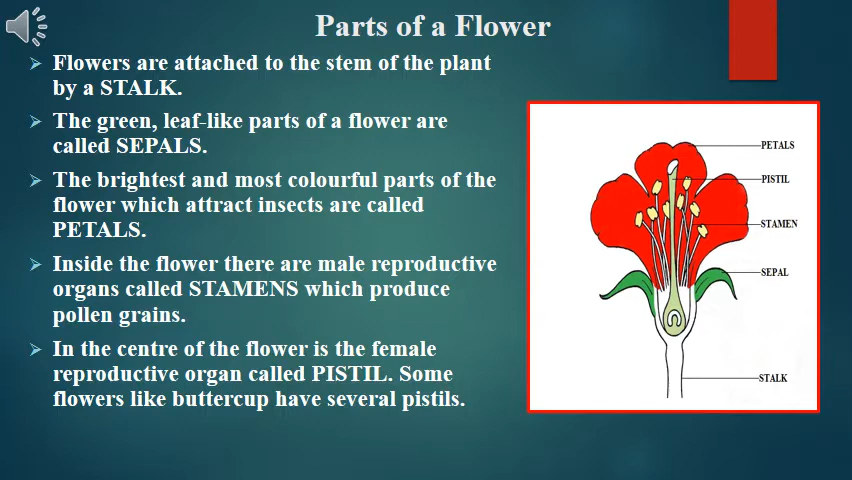 Parts of a Flower
Flowers are attached to the stem of the plant
by a STALK.
The green, leaf-like parts of a flower are
called SEPALS.
The brightest and most colourful parts of the
flower which attract insects are called
PETALS.
Inside the flower there are male reproductive
organs called STAMENS which produce
pollen grains.
In the centre of the flower is the female
reproductive organ called PISTIL. Some
flowers like buttercup have several pistils.
PETALS
PISTIL
STAMEN
SEPAL
STALK